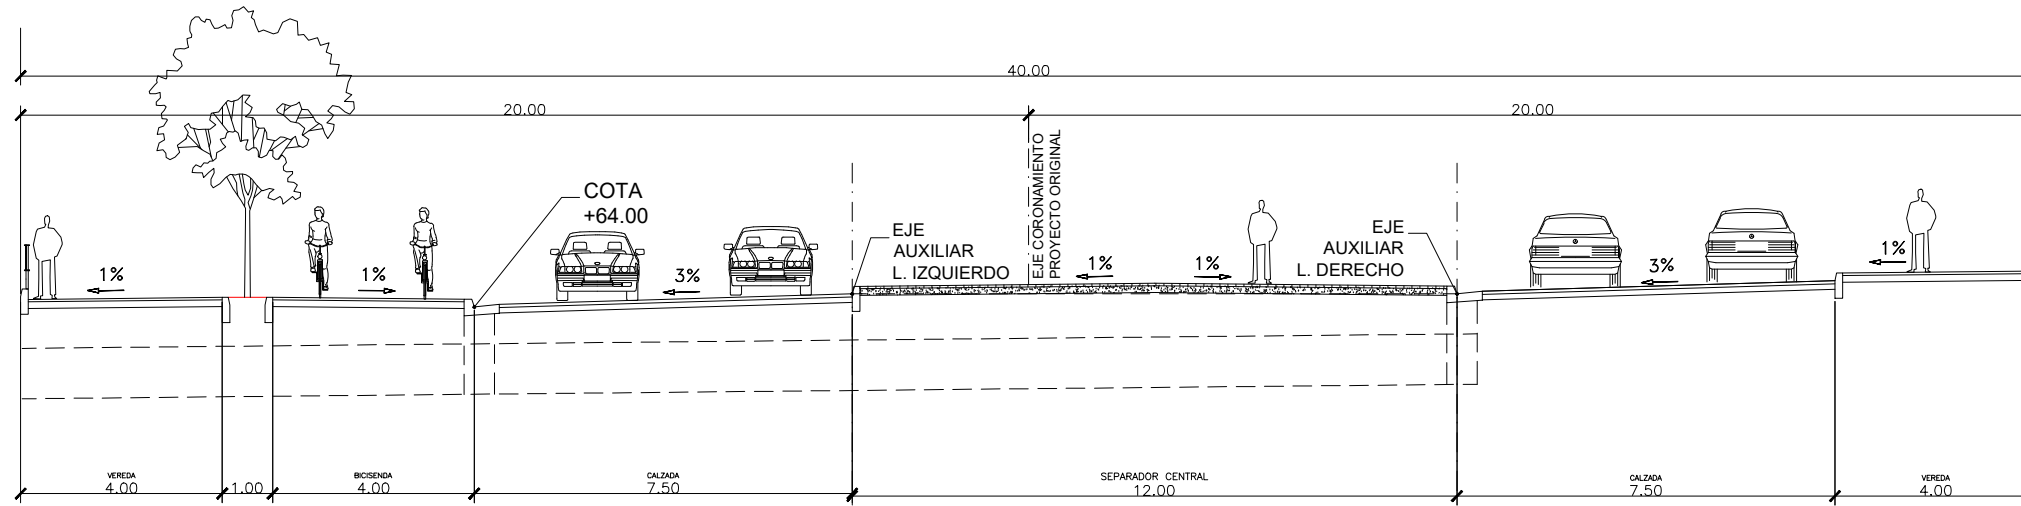 40.00
20.00
20.00
EJE CORONAMIENTO
PROYECTO ORIGINAL
COTA
+64.00
EJE
AUXILIAR
L. IZQUIERDO
EJE
AUXILIAR
L. DERECHO
1%
1%
3%
1%
1%
3%
1%
VEREDA
4.00
1.00
BICISENDA
4.00
CALZADA
7.50
SEPARADOR CENTRAL
12.00
CALZADA
7.50
VEREDA
4.00